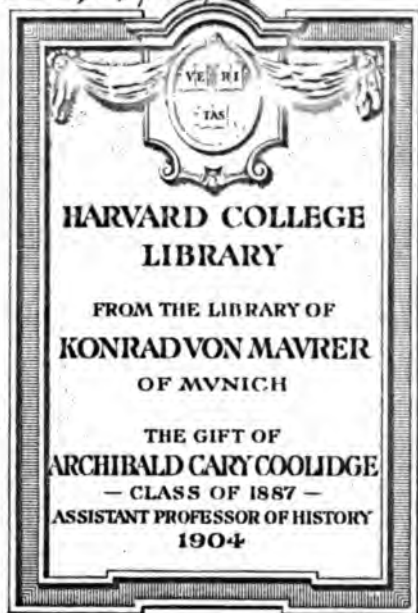 VE RI
TAS
HARVARD COLLEGE
LIBRARY
FROM THE LIBRARY OF
KONRAD VON MAVRER
OF MVNICH
THE GIFT OF
ARCHIBALD CARY COOLIDGE
— CLASS OF 1887 —
ASSISTANT PROFESSOR OF HISTORY
1904